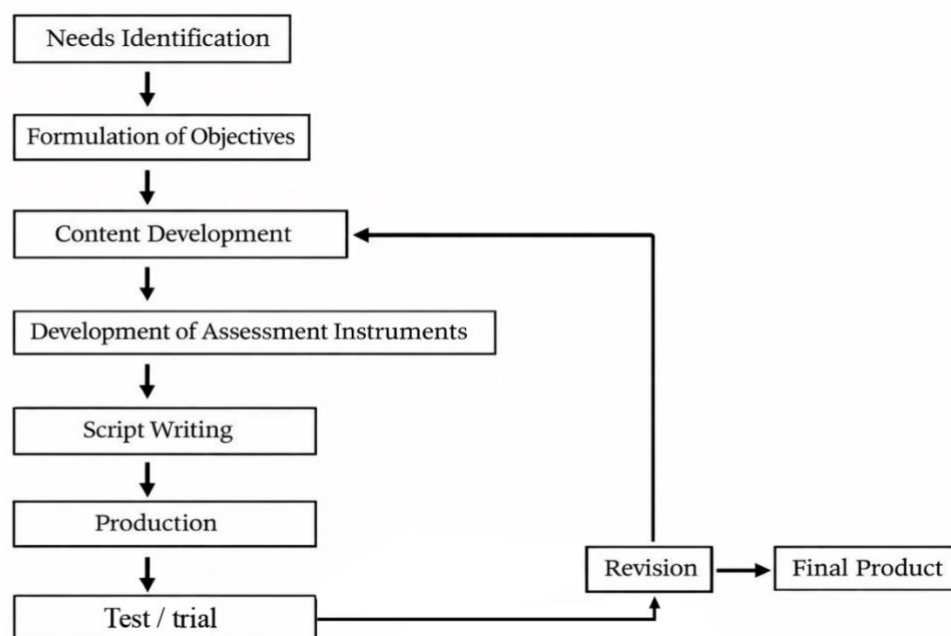 Needs Identification
Formulation of Objectives
Content Development
Development of Assessment Instruments
Script Writing
Production
Test / trial
Revision
Final Product